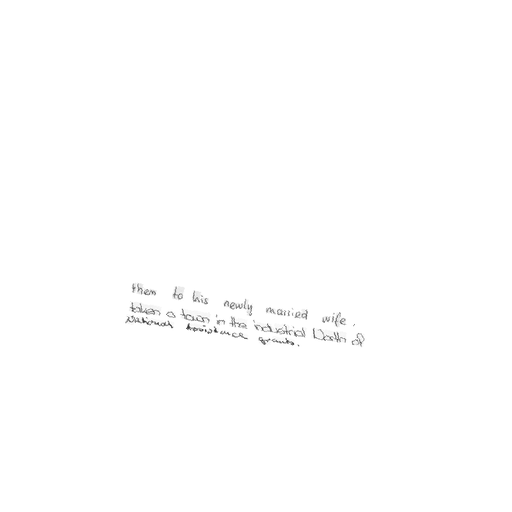 them to his newly married wife.
taken a town in the industrial North of
National Assistance grants.